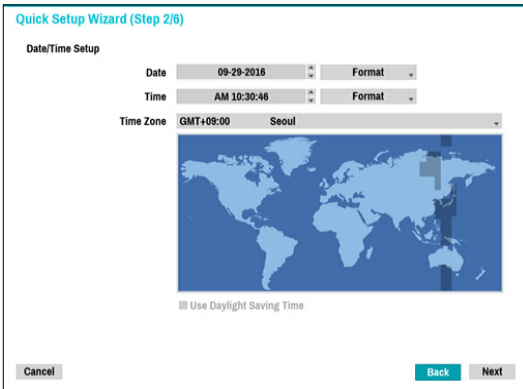 Quick Setup Wizard (Step 2/6)
Date/Time Setup
Date 09-29-2016 Format
Time AM 10:30:46 Format
Time Zone GMT+09:00 Seoul
Use Daylight Saving Time
Cancel Back Next